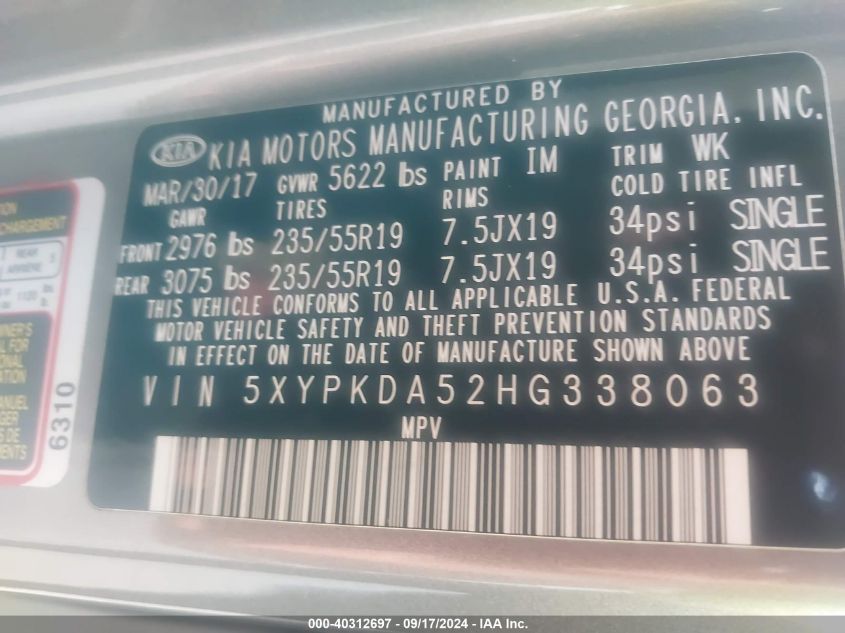 MANUFACTURED BY
KIA KIA MOTORS MANUFACTURING GEORGIA, INC.
MAR/30/17 GVWR 5622 lbs PAINT IM TRIM WK
GAWR TIRES RIMS COLD TIRE INFL
FRONT 2976 lbs 235/55R19 7.5JX19 34psi SINGLE
REAR 3075 lbs 235/55R19 7.5JX19 34psi SINGLE
THIS VEHICLE CONFORMS TO ALL APPLICABLE U.S.A. FEDERAL
MOTOR VEHICLE SAFETY AND THEFT PREVENTION STANDARDS
IN EFFECT ON THE DATE OF MANUFACTURE SHOWN ABOVE
VIN 5XYPKDA52HG338063
MPV
REAR
1120
6310
000-40312697 - 09/17/2024 - IAA Inc.